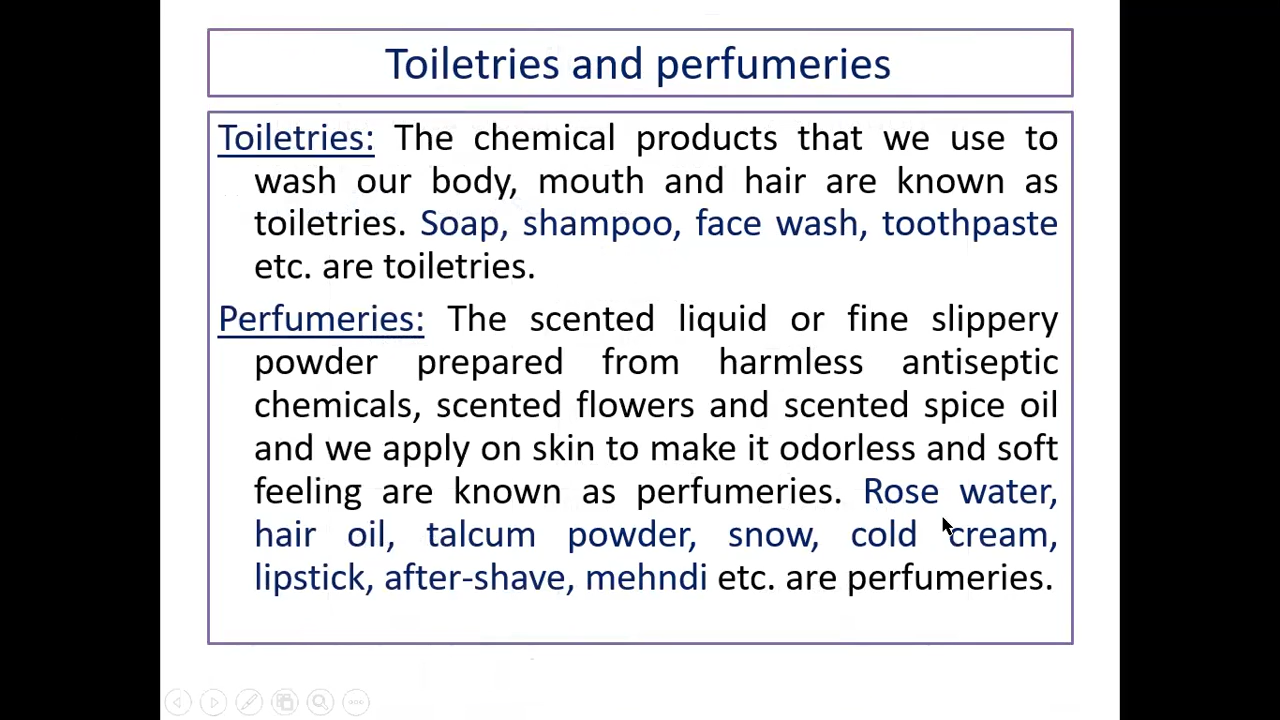 Toiletries and perfumeries
Toiletries: The chemical products that we use to
wash our body, mouth and hair are known as
toiletries. Soap, shampoo, face wash, toothpaste
etc. are toiletries.
Perfumeries: The scented liquid or fine slippery
powder prepared from harmless antiseptic
chemicals, scented flowers and scented spice oil
and we apply on skin to make it odorless and soft
feeling are known as perfumeries. Rose water,
hair oil, talcum powder, snow, cold cream,
lipstick, after-shave, mehndi etc. are perfumeries.